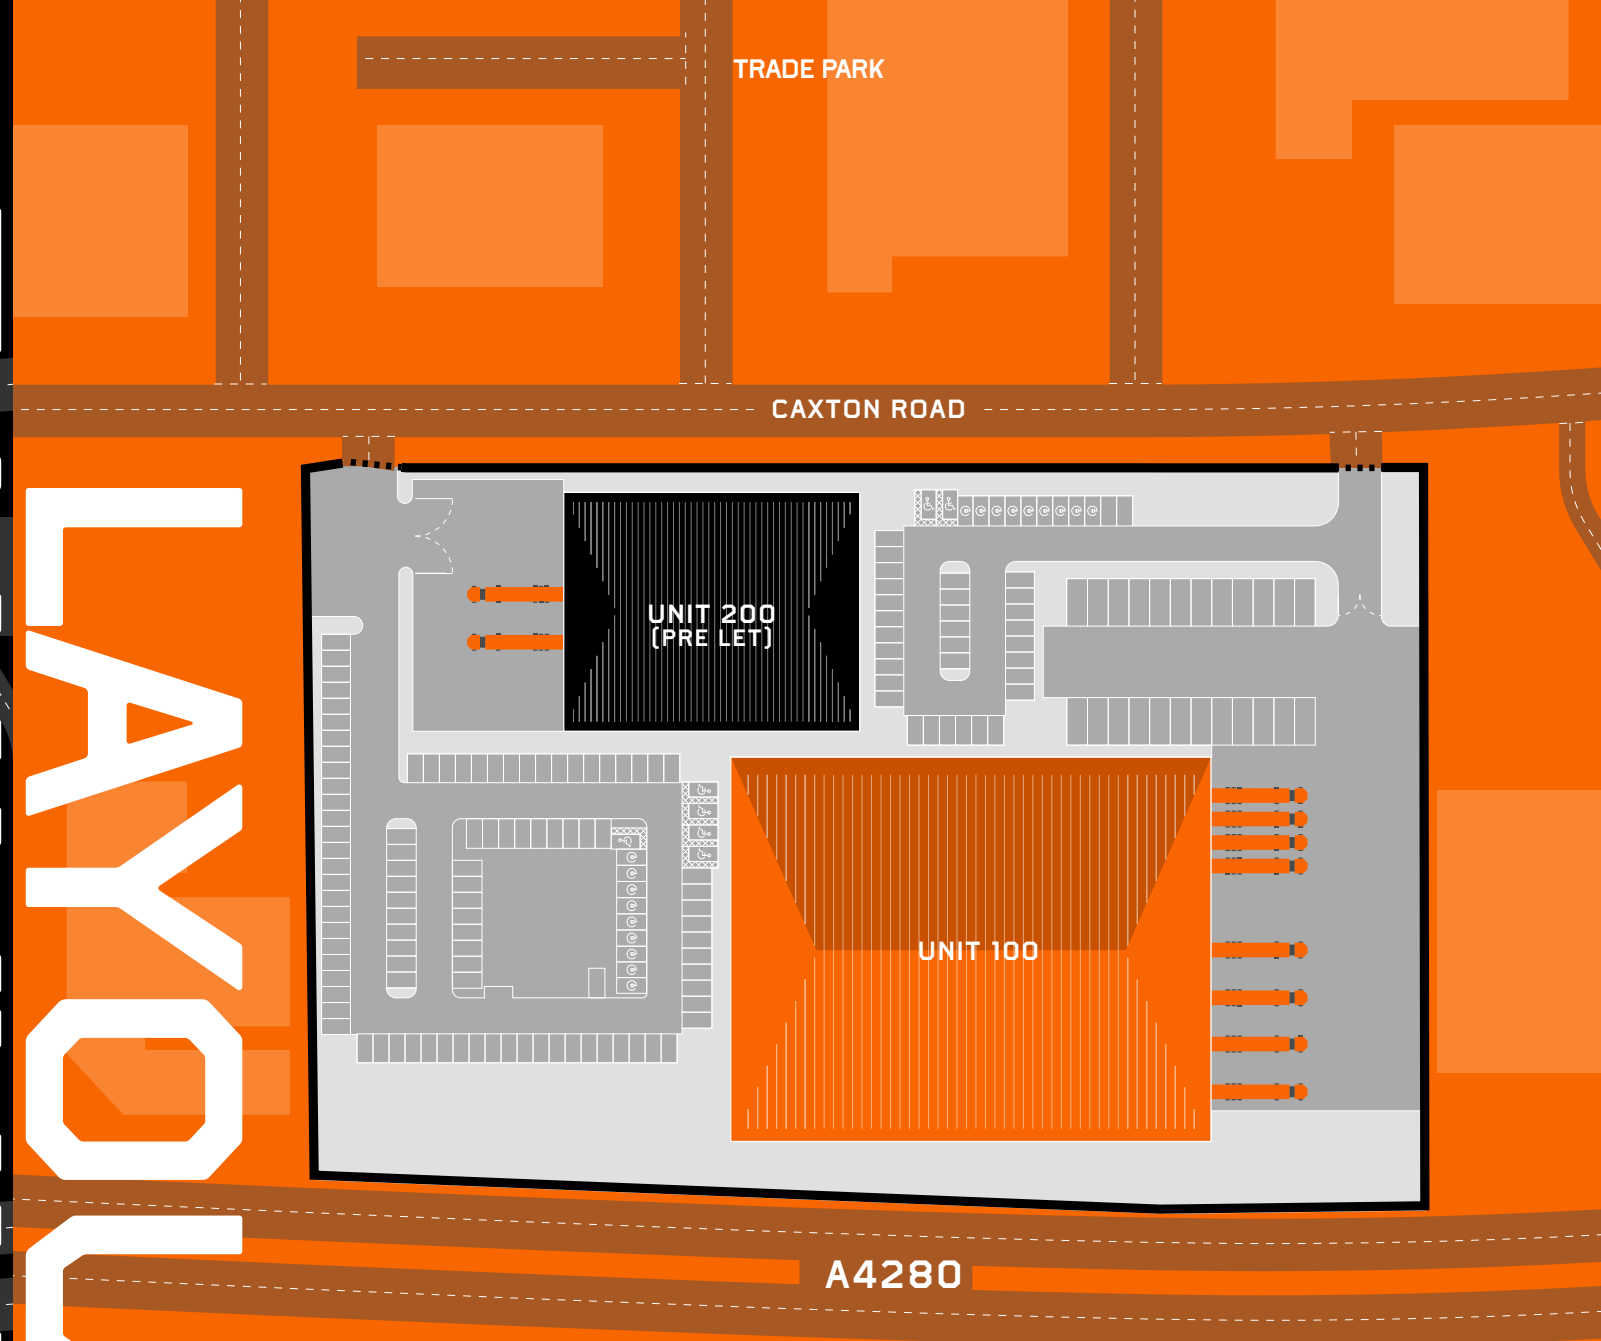 TRADE PARK
CAXTON ROAD
UNIT 200
(PRE LET)
UNIT 100
A4280
LAYOU